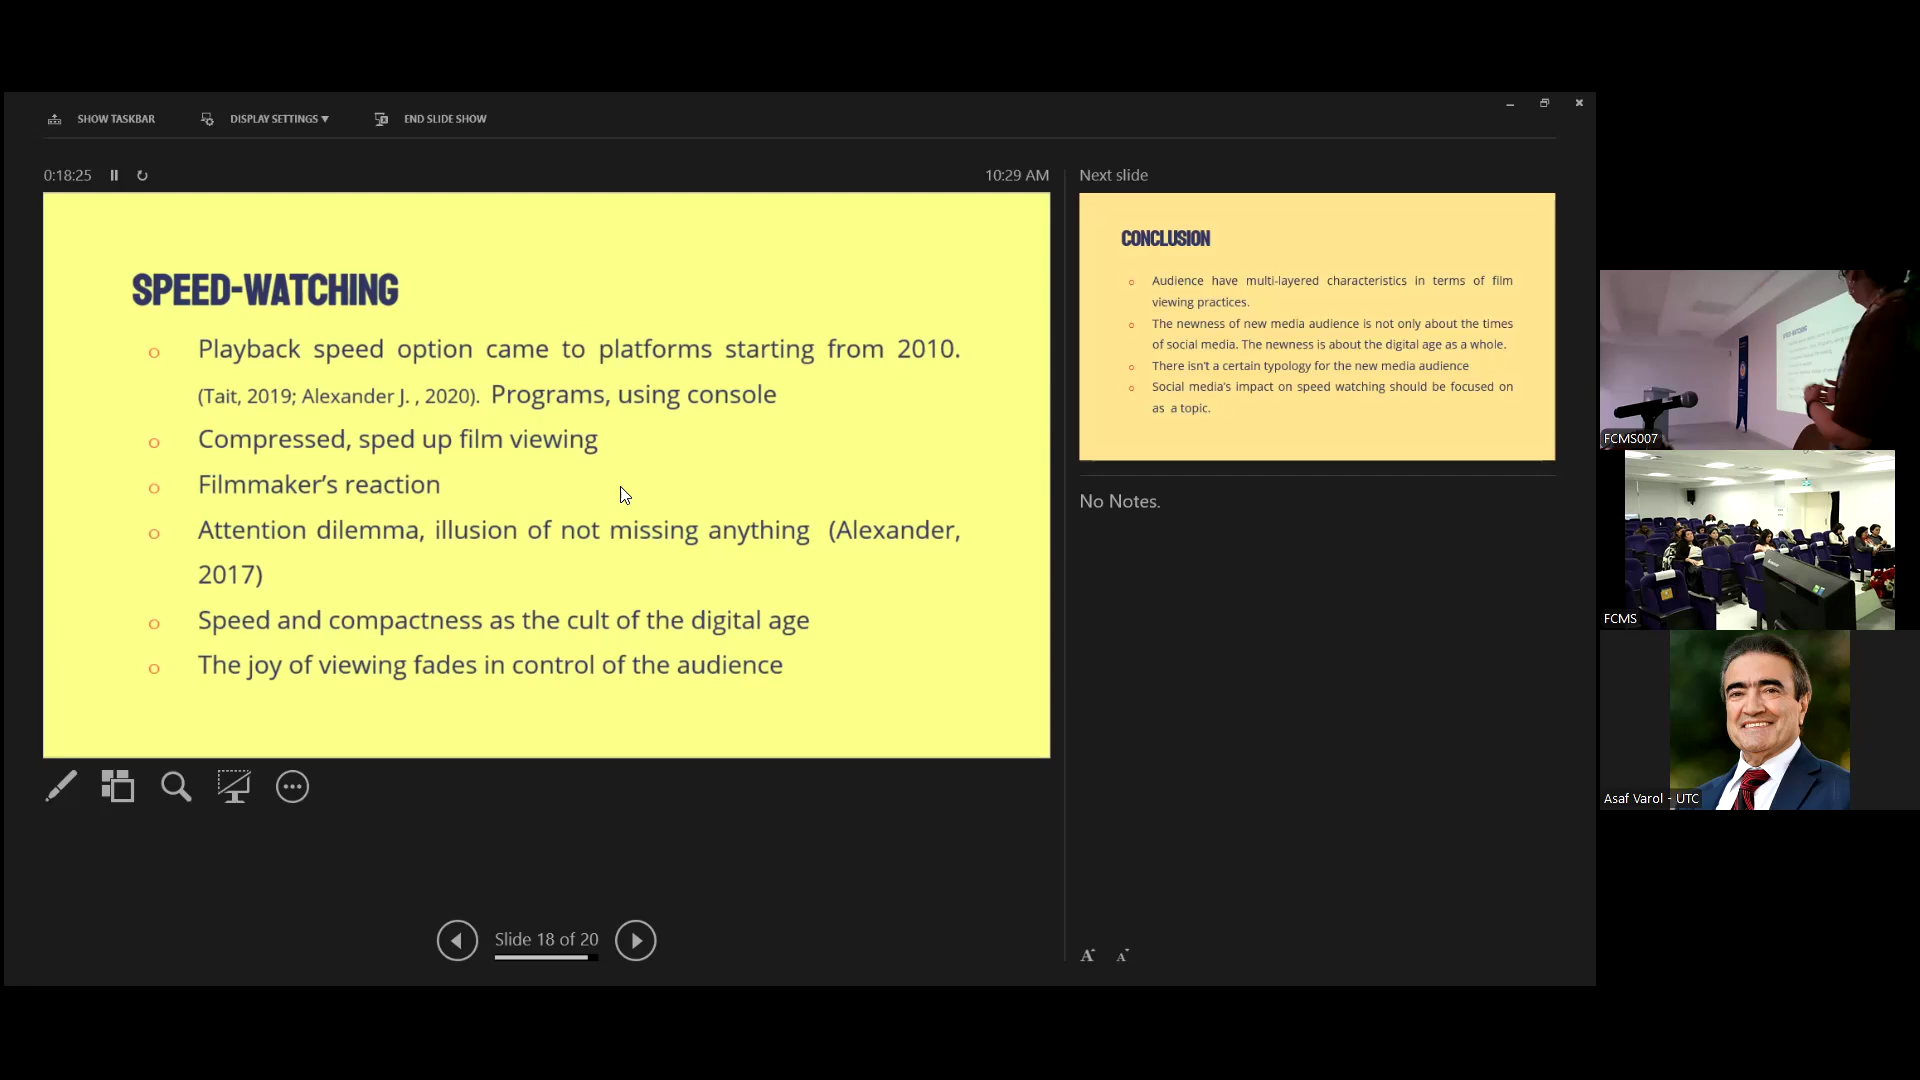 SHOW TASKBAR
DISPLAY SETTINGS ▾
END SLIDE SHOW
0:18:25
10:29 AM
SPEED-WATCHING
Playback speed option came to platforms starting from 2010.
(Tait, 2019; Alexander J. , 2020). Programs, using console
Compressed, sped up film viewing
Filmmaker’s reaction
Attention dilemma, illusion of not missing anything (Alexander,
2017)
Speed and compactness as the cult of the digital age
The joy of viewing fades in control of the audience
Slide 18 of 20
Next slide
CONCLUSION
Audience have multi-layered characteristics in terms of film
viewing practices.
The newness of new media audience is not only about the times
of social media. The newness is about the digital age as a whole.
There isn’t a certain typology for the new media audience
Social media’s impact on speed watching should be focused on
as a topic.
No Notes.
A A
SPEED-WATCHING
FCMS007
FCMS
Asaf Varol - UTC